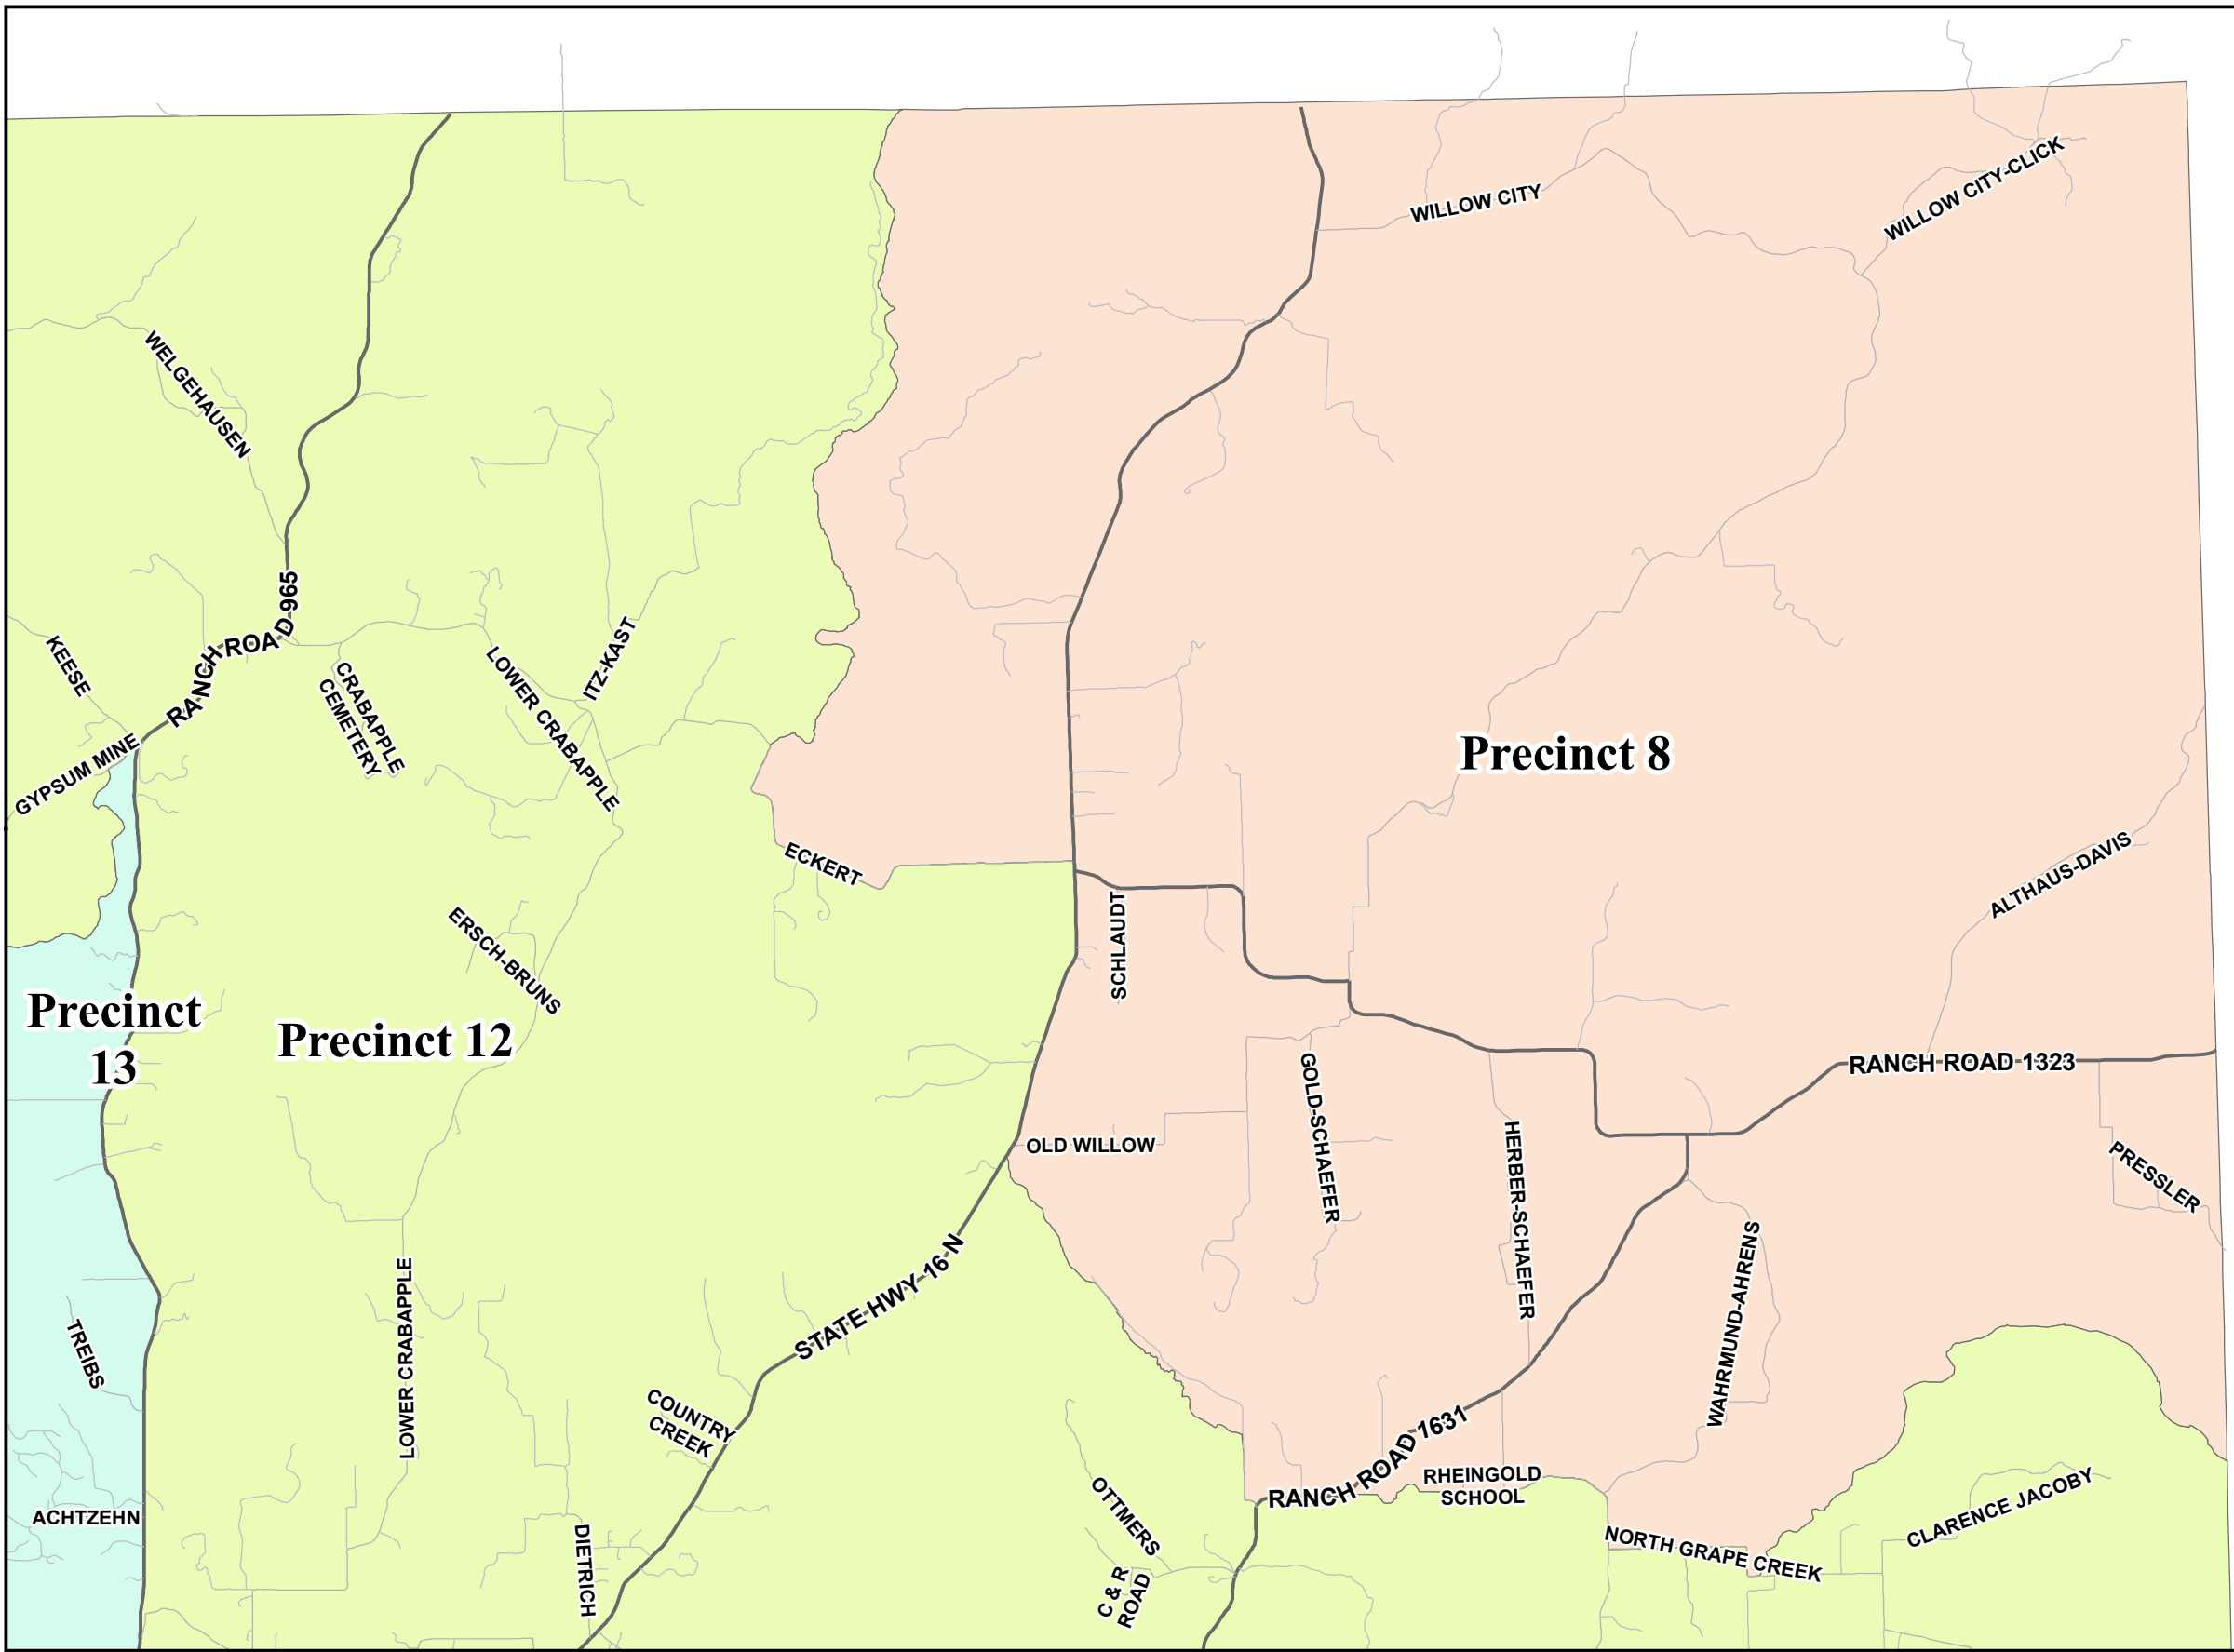 WILLOW CITY
WILLOW CITY-CLICK
WELGEHAUSEN
RANCH ROAD 965
KEESE
CRABAPPLE
CEMETERY
LOWER CRABAPPLE
ITZ-KAST
GYPSUM MINE
Precinct 8
ECKERT
SCHLAUDT
ALTHAUS-DAVIS
ERSCH-BRUNS
Precinct
13
Precinct 12
RANCH ROAD 1323
GOLD-SCHAEFER
OLD WILLOW
HERBER-SCHAEFER
PRESSLER
STATE HWY 16 N
WAHRMUND-AHRENS
TREIBS
LOWER CRABAPPLE
COUNTRY
CREEK
RANCH ROAD 1631
RHEINGOLD
SCHOOL
OTTMERS
ACHTZEHN
DIETRICH
NORTH GRAPE CREEK
CLARENCE JACOBY
C & R
ROAD